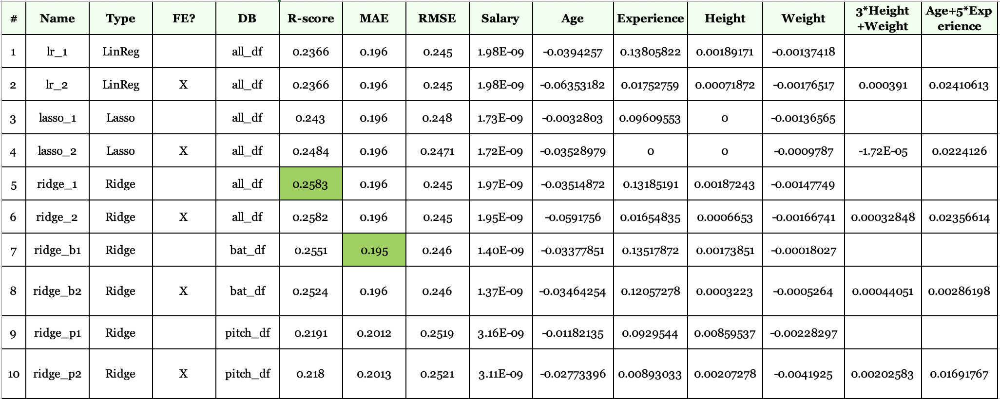 # Name Type FE? DB R-score MAE RMSE Salary Age Experience Height Weight 3*Height+Weight Age+5*Experience
1 lr_1 LinReg all_df 0.2366 0.196 0.245 1.98E-09 -0.0394257 0.13805822 0.00189171 -0.00137418
2 lr_2 LinReg X all_df 0.2366 0.196 0.245 1.98E-09 -0.06353182 0.01752759 0.00071872 -0.00176517 0.000391 0.02410613
3 lasso_1 Lasso all_df 0.243 0.196 0.248 1.73E-09 -0.0032803 0.09609553 0 -0.00136565
4 lasso_2 Lasso X all_df 0.2484 0.196 0.2471 1.72E-09 -0.03528979 0 0 -0.0009787 -1.72E-05 0.0224126
5 ridge_1 Ridge all_df 0.2583 0.196 0.245 1.97E-09 -0.03514872 0.13185191 0.00187243 -0.00147749
6 ridge_2 Ridge X all_df 0.2582 0.196 0.245 1.95E-09 -0.0591756 0.01654835 0.0006653 -0.00166741 0.00032848 0.02356614
7 ridge_b1 Ridge bat_df 0.2551 0.195 0.246 1.40E-09 -0.03377851 0.13517872 0.00173851 -0.00018027
8 ridge_b2 Ridge X bat_df 0.2524 0.196 0.246 1.37E-09 -0.03464254 0.12057278 0.0003223 -0.0005264 0.00044051 0.00286198
9 ridge_p1 Ridge pitch_df 0.2191 0.2012 0.2519 3.16E-09 -0.01182135 0.0929544 0.00859537 -0.00228297
10 ridge_p2 Ridge X pitch_df 0.218 0.2013 0.2521 3.11E-09 -0.02773396 0.00893033 0.00207278 -0.0041925 0.00202583 0.01691767